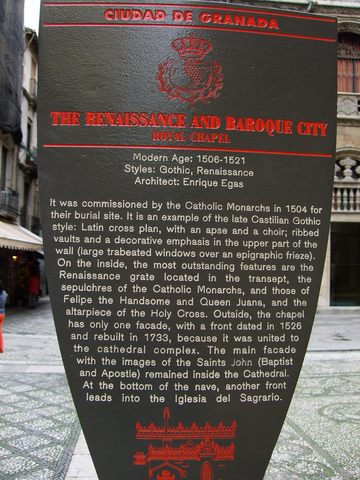 CIUDAD DE GRANADA
THE RENAISSANCE AND BAROQUE CITY
ROYAL CHAPEL
Modern Age: 1506-1521
Styles: Gothic, Renaissance
Architect: Enrique Egas
It was commissioned by the Catholic Monarchs in 1504 for
their burial site. It is an example of the late Castilian Gothic
style: Latin cross plan, with an apse and a choir; ribbed
vaults and a decorative emphasis in the upper part of the
wall (large trabeated windows over an epigraphic frieze).
On the inside, the most outstanding features are the
Renaissance grate located in the transept, the
sepulchres of the Catholic Monarchs, and those of
Felipe the Handsome and Queen Juana, and the
altarpiece of the Holy Cross. Outside, the chapel
has only one facade, with a front dated in 1526
and rebuilt in 1733, because it was united to
the cathedral complex. The main facade
with the images of the Saints John (Baptist
and Apostle) remained inside the Cathedral.
At the bottom of the nave, another front
leads into the Iglesia del Sagrario.